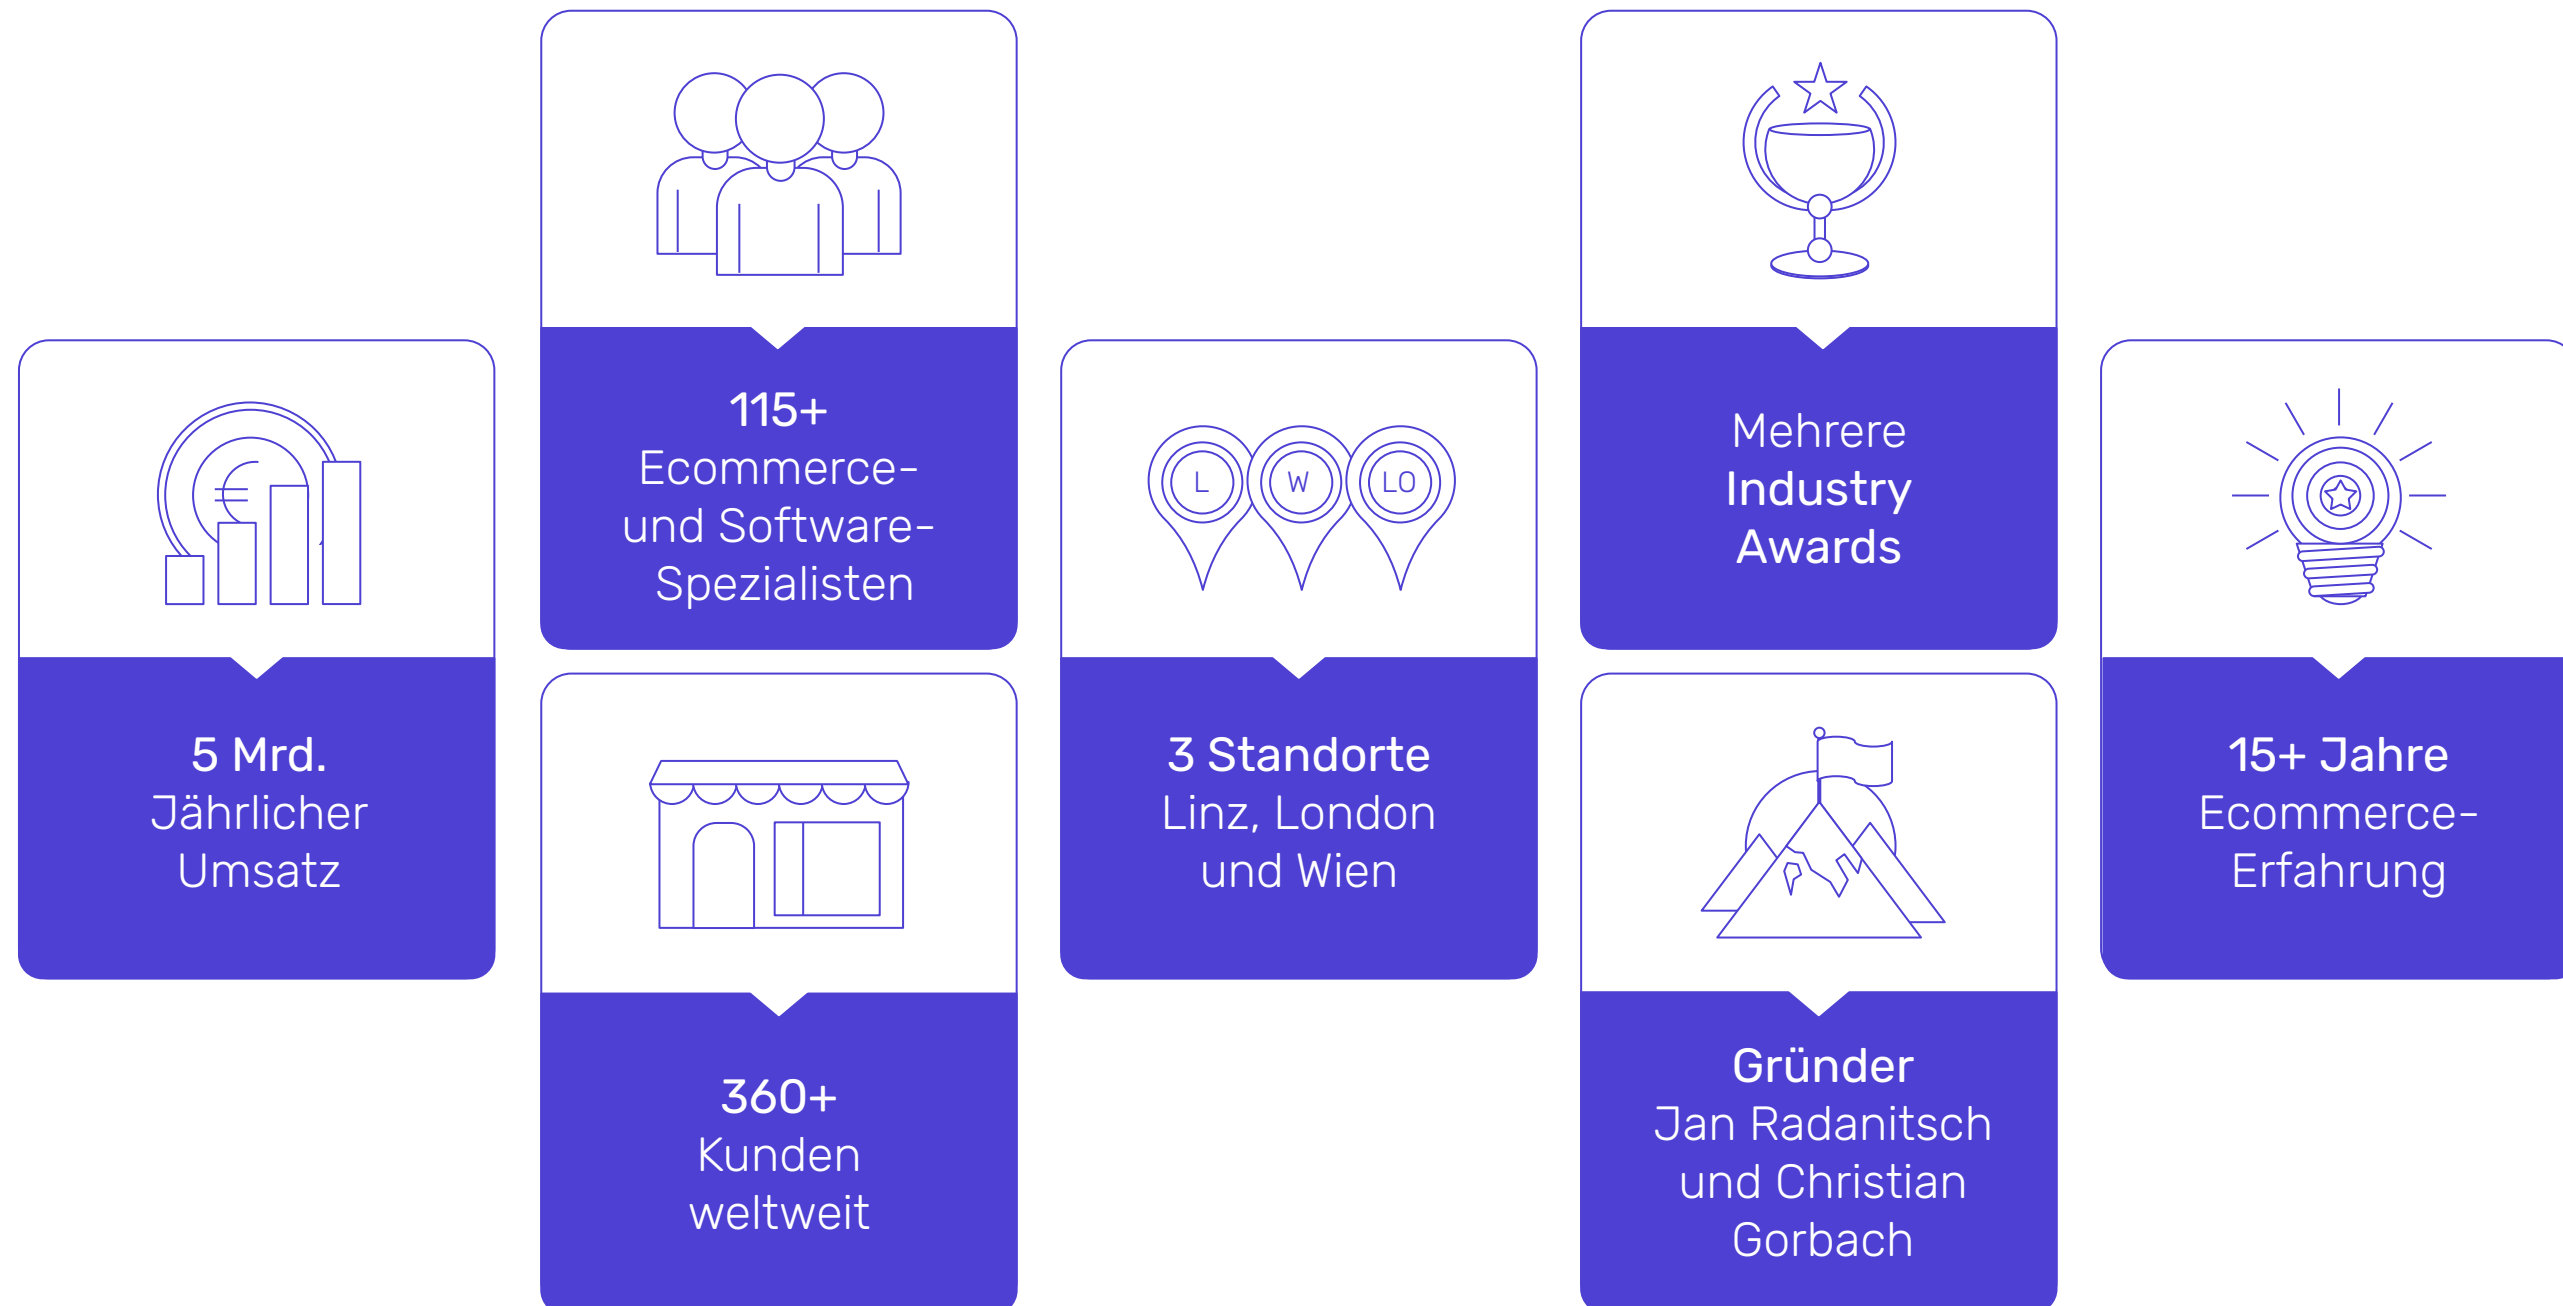 5 Mrd.
Jährlicher
Umsatz
115+
Ecommerce-
und Software-
Spezialisten
360+
Kunden
weltweit
L W LO
3 Standorte
Linz, London
und Wien
Mehrere
Industry
Awards
Gründer
Jan Radanitsch
und Christian
Gorbach
15+ Jahre
Ecommerce-
Erfahrung